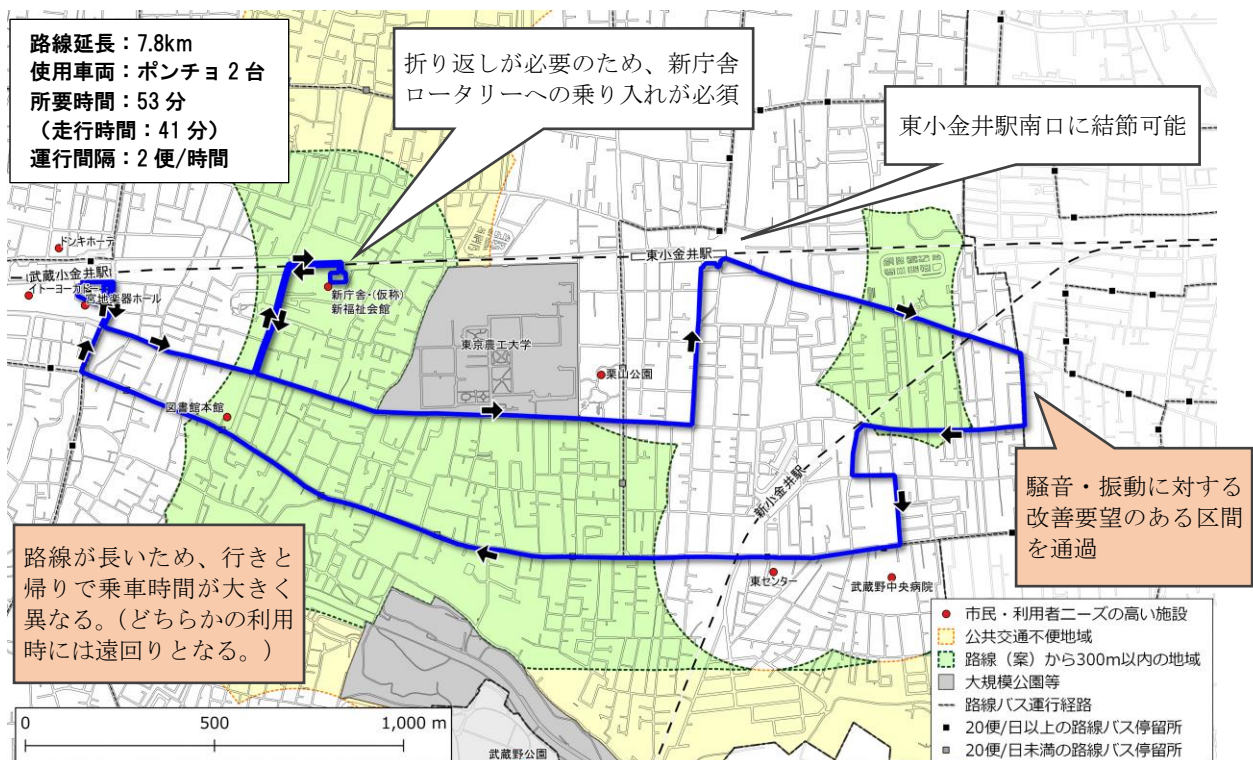 路線延長：7.8km
使用車両：ポンチョ 2 台
所要時間：53 分
（走行時間：41 分）
運行間隔：2 便/時間
折り返しが必要のため、新庁舎
ロータリーへの乗り入れが必須
東小金井駅南口に結節可能
ドンキホーテ
武蔵小金井駅
イトーヨーカドー
宮地楽器ホール
新庁舎・(仮称)
新福祉会館
東小金井駅
東京農工大学
栗山公園
図書館本館
新小金井駅
騒音・振動に対する
改善要望のある区間
を通過
路線が長いため、行きと
帰りで乗車時間が大きく
異なる。（どちらかの利用
時には遠回りとなる。）
東センター
武蔵野中央病院
市民・利用者ニーズの高い施設
公共交通不便地域
路線（案）から300m以内の地域
大規模公園等
路線バス運行経路
20便/日以上の路線バス停留所
20便/日未満の路線バス停留所
0 500 1,000 m
武蔵野公園